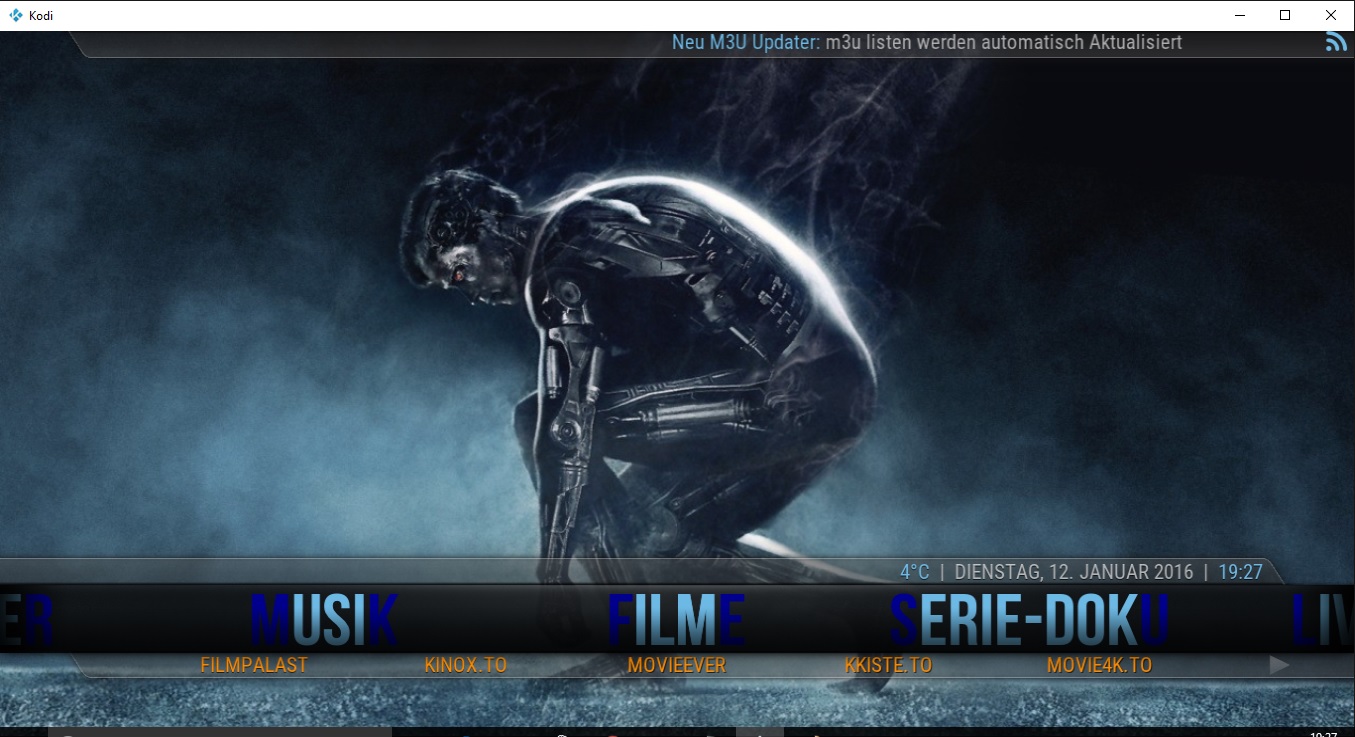 Kodi
Neu M3U Updater: m3u listen werden automatisch Aktualisiert
4°C | DIENSTAG, 12. JANUAR 2016 | 19:27
ER MUSIK FILME SERIE-DOKU LIV
FILMPALAST KINOX.TO MOVIEEVER KKISTE.TO MOVIE4K.TO